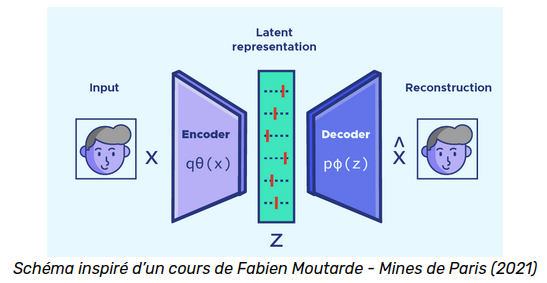 Latent
representation
Input
Reconstruction
Encoder
qθ(x)
Decoder
pϕ(z)
x
x̂
z
Schéma inspiré d’un cours de Fabien Moutarde - Mines de Paris (2021)